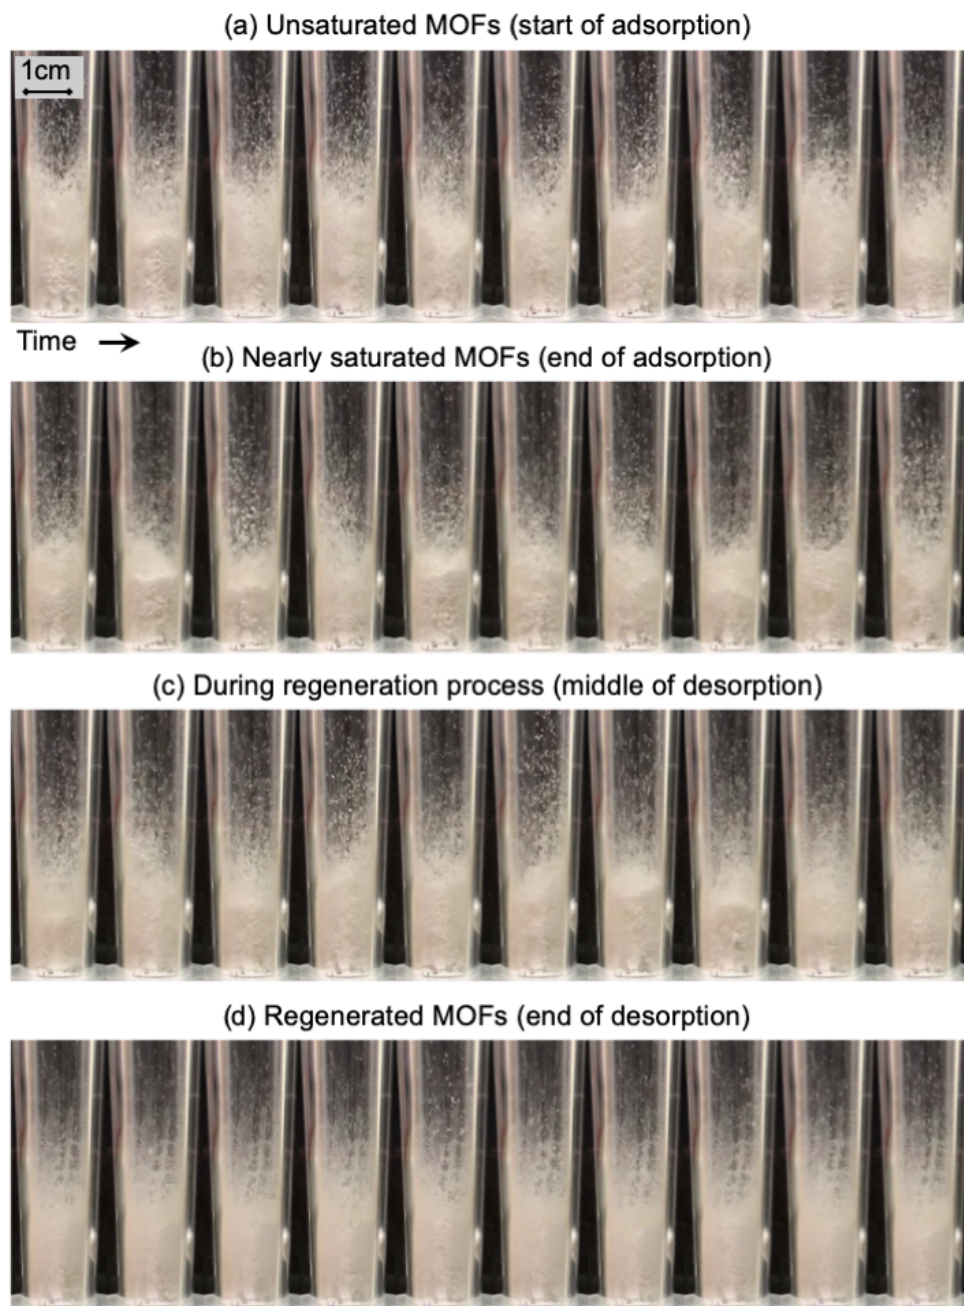 (a) Unsaturated MOFs (start of adsorption)
1cm
Time
(b) Nearly saturated MOFs (end of adsorption)
(c) During regeneration process (middle of desorption)
(d) Regenerated MOFs (end of desorption)